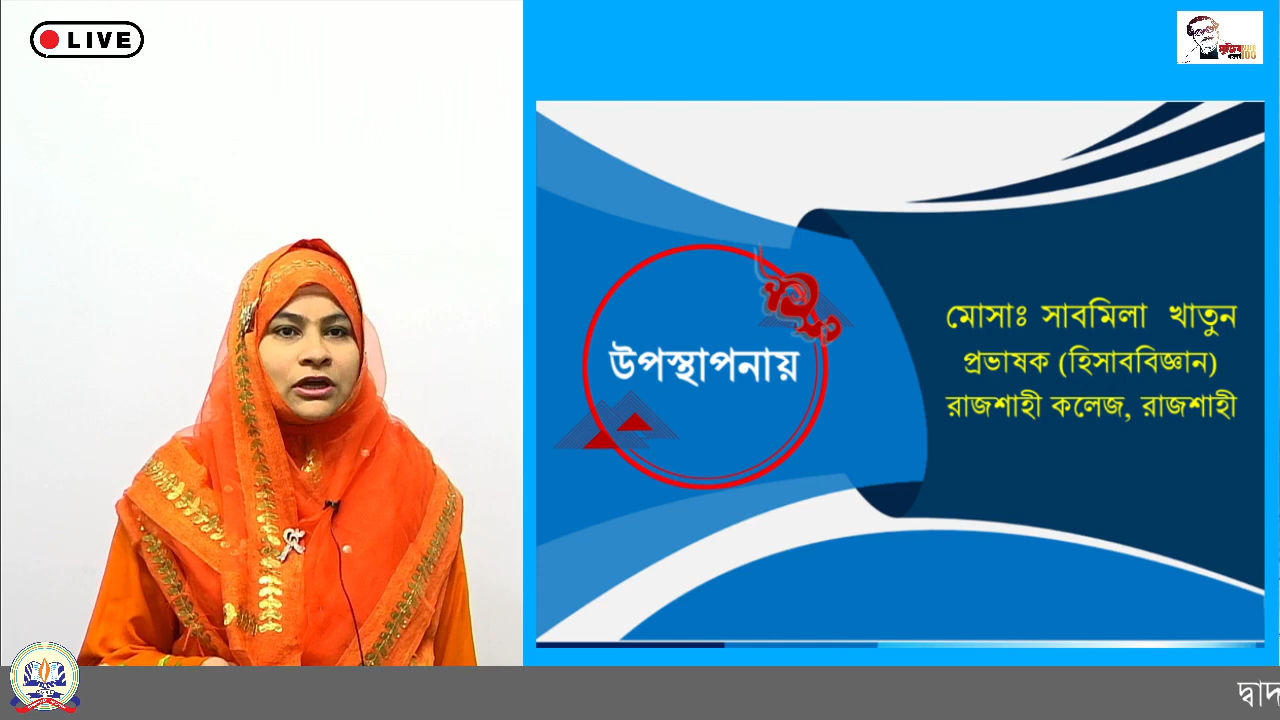 LIVE
উপস্থাপনায়
মোসাঃ সাবমিলা খাতুন
প্রভাষক (হিসাববিজ্ঞান)
রাজশাহী কলেজ, রাজশাহী